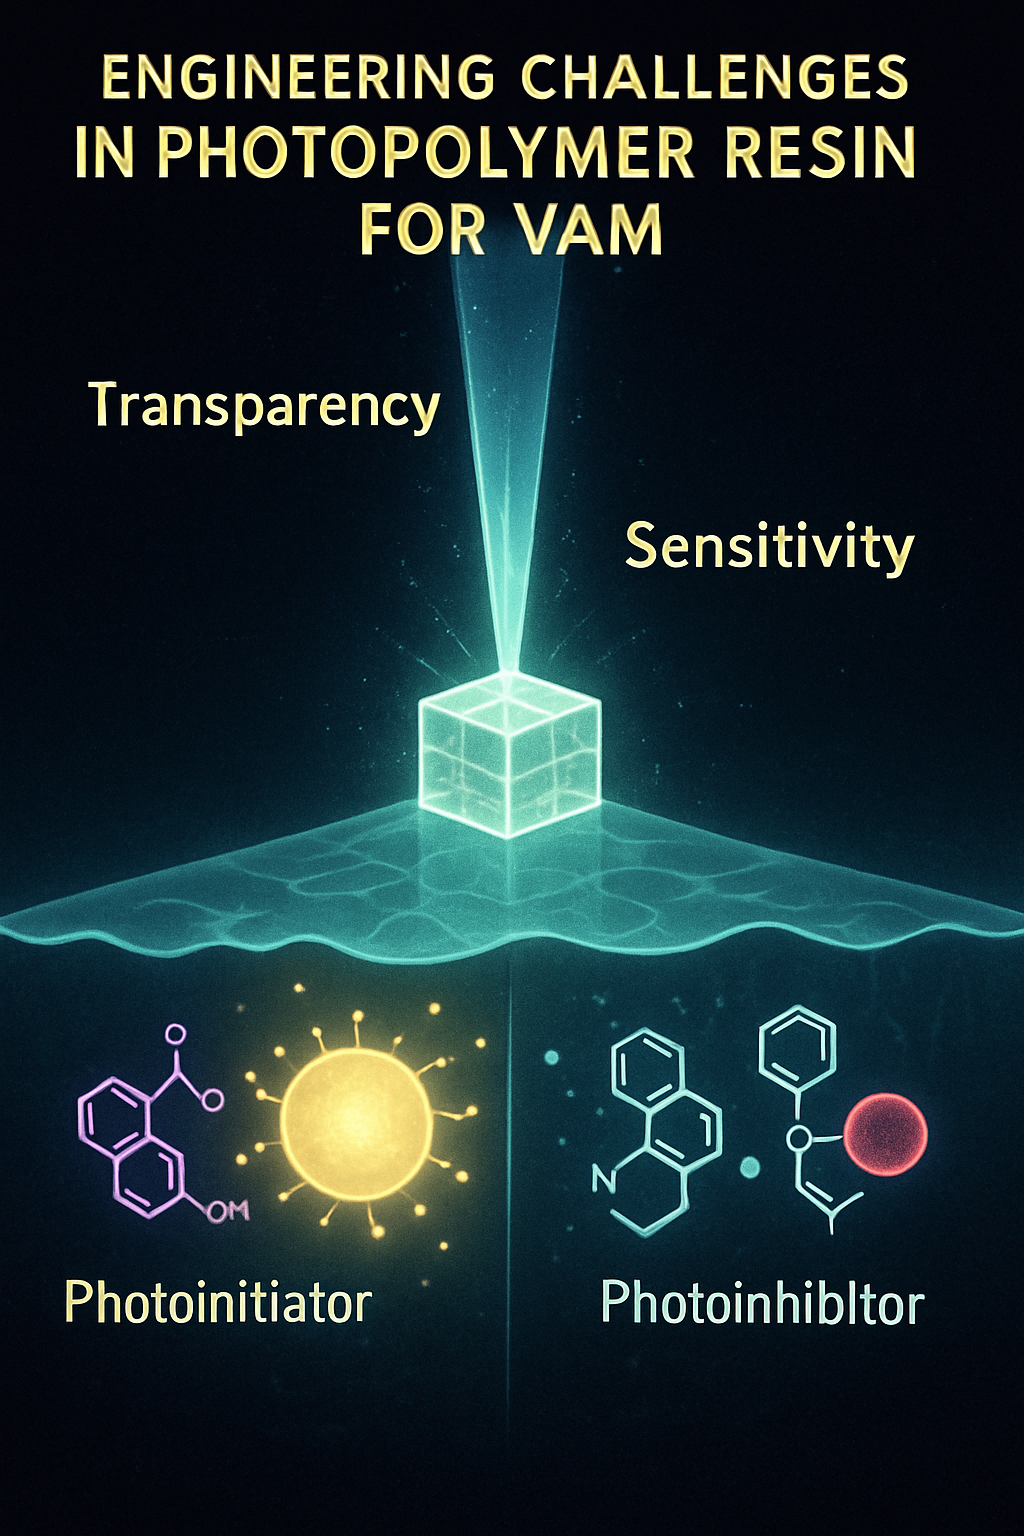 ENGINEERING CHALLENGES
IN PHOTOPOLYMER RESIN
FOR VAM
Transparency
Sensitivity
O
O
OM
N
O
Photoinitiator
Photoinhibltor